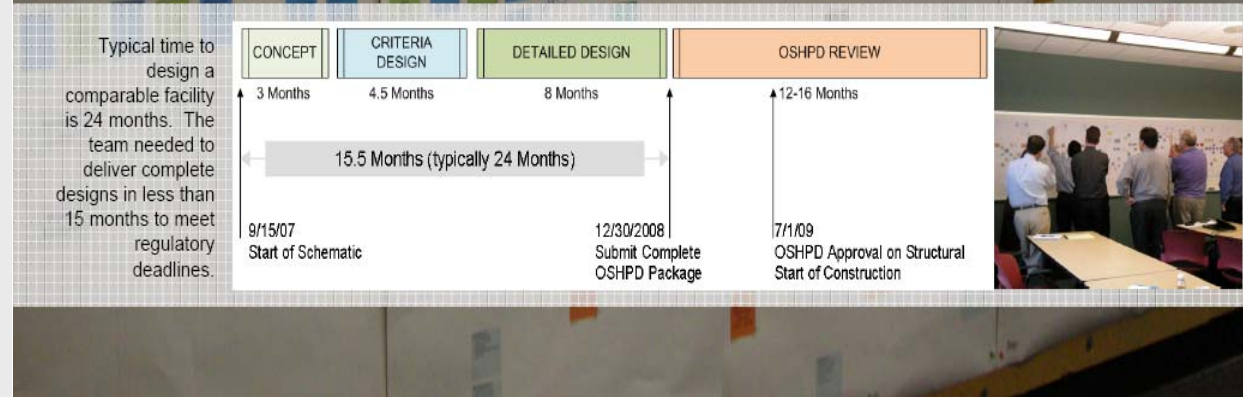 Typical time to
design a
comparable facility
is 24 months. The
team needed to
deliver complete
designs in less than
15 months to meet
regulatory
deadlines.
CONCEPT
CRITERIA
DESIGN
DETAILED DESIGN
OSHPD REVIEW
3 Months
4.5 Months
8 Months
12-16 Months
15.5 Months (typically 24 Months)
9/15/07
Start of Schematic
12/30/2008
Submit Complete
OSHPD Package
7/1/09
OSHPD Approval on Structural
Start of Construction